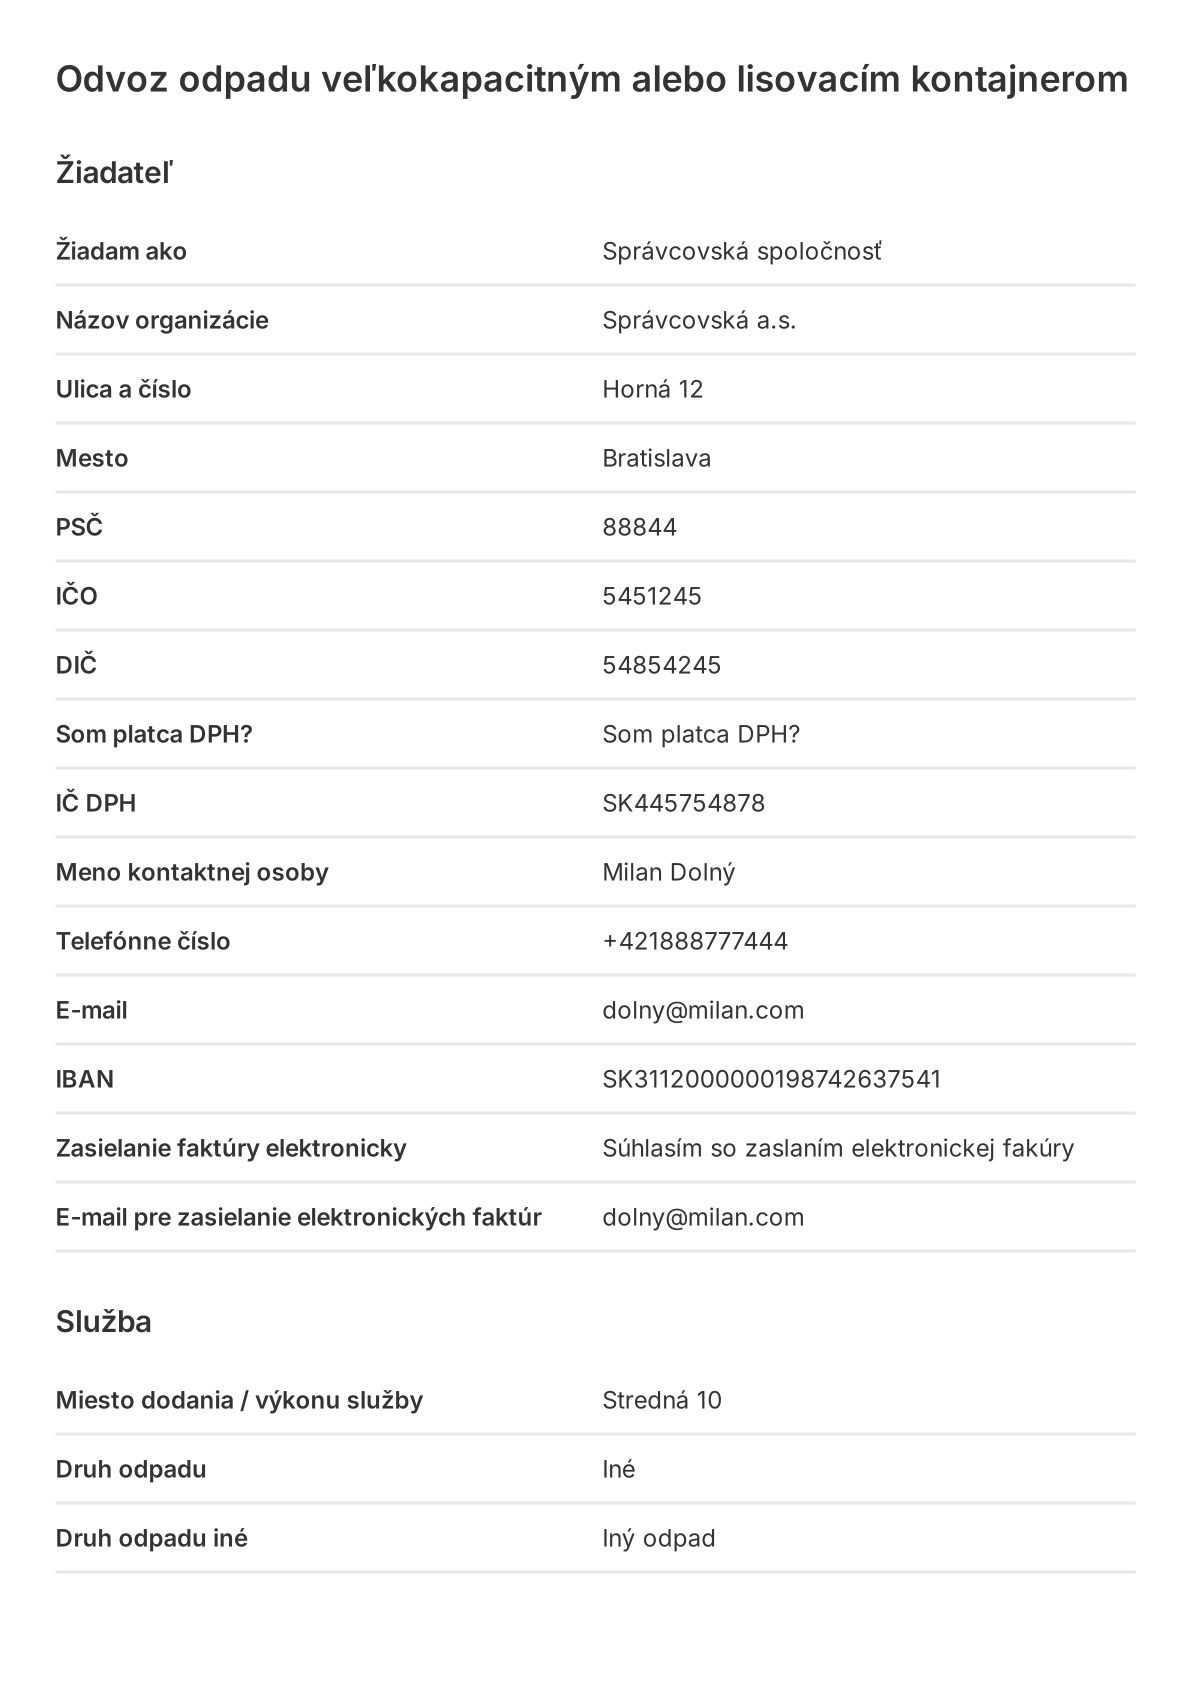 Odvoz odpadu veľkokapacitným alebo lisovacím kontajnerom
Žiadateľ
Žiadam ako Správcovská spoločnosť
Názov organizácie Správcovská a.s.
Ulica a číslo Horná 12
Mesto Bratislava
PSČ 88844
IČO 5451245
DIČ 54854245
Som platca DPH? Som platca DPH?
IČ DPH SK445754878
Meno kontaktnej osoby Milan Dolný
Telefónne číslo +421888777444
E-mail dolny@milan.com
IBAN SK3112000000198742637541
Zasielanie faktúry elektronicky Súhlasím so zaslaním elektronickej fakúry
E-mail pre zasielanie elektronických faktúr dolny@milan.com
Služba
Miesto dodania / výkonu služby Stredná 10
Druh odpadu Iné
Druh odpadu iné Iný odpad